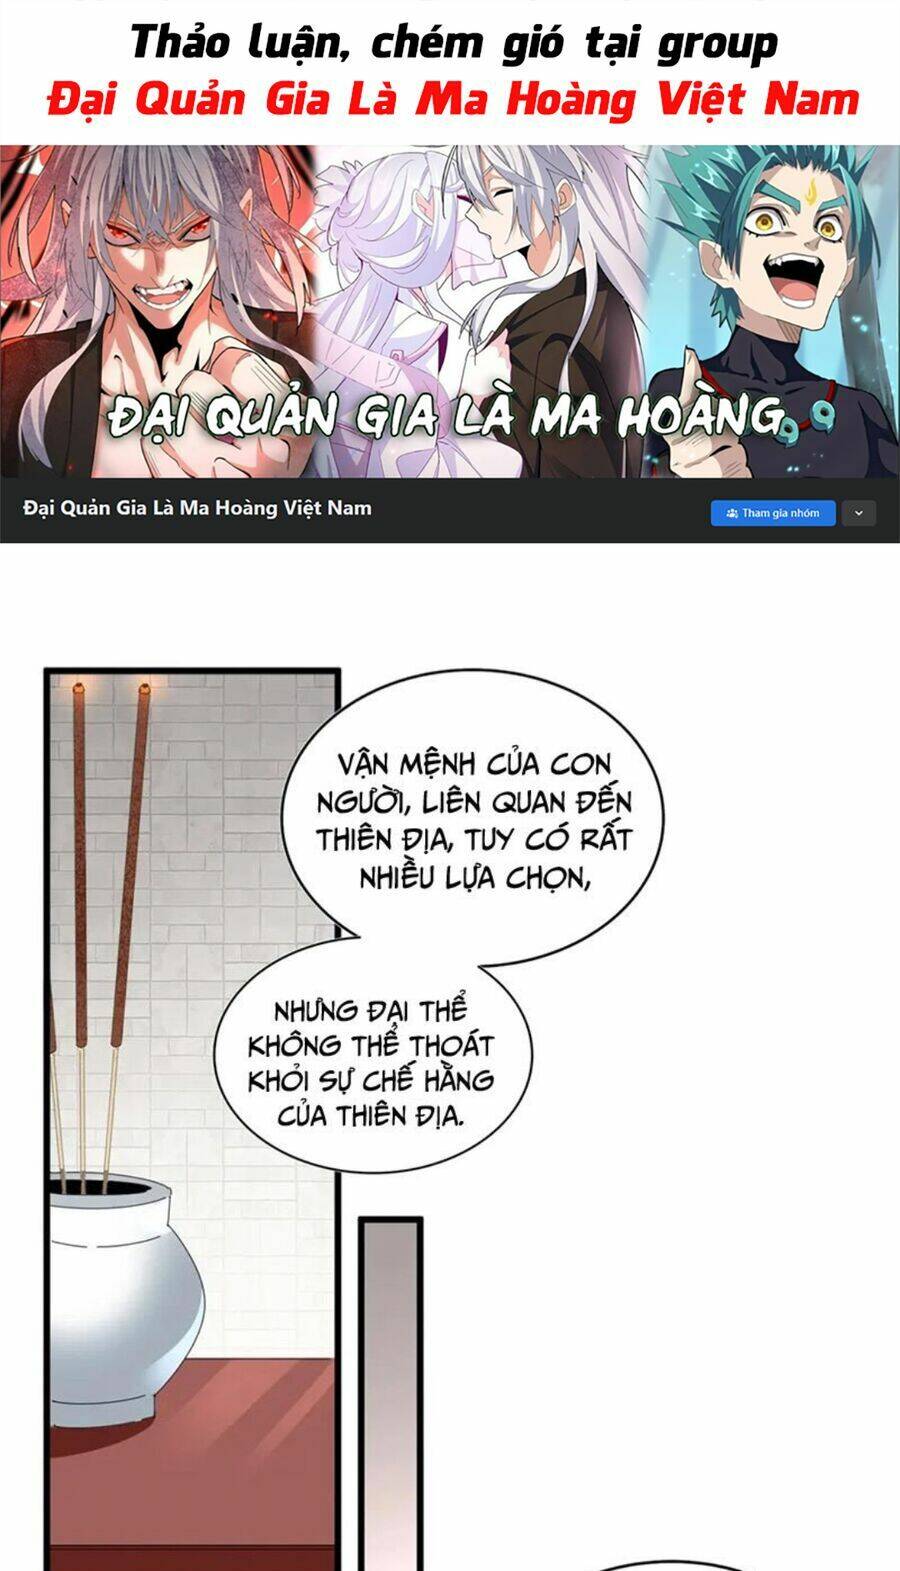 Thảo luận, chém gió tại group
Đại Quản Gia Là Ma Hoàng Việt Nam
ĐẠI QUẢN GIA LÀ MA HOÀNG
Đại Quản Gia Là Ma Hoàng Việt Nam
Tham gia nhóm
VẬN MỆNH CỦA CON
NGƯỜI, LIÊN QUAN ĐẾN
THIÊN ĐỊA, TUY CÓ RẤT
NHIỀU LỰA CHỌN,
NHƯNG ĐẠI THỂ
KHÔNG THỂ THOÁT
KHỎI SỰ CHẾ HẰNG
CỦA THIÊN ĐỊA.